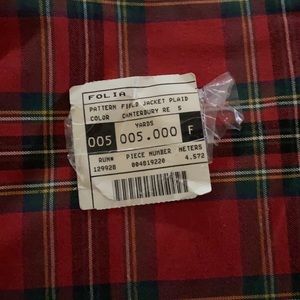 FOLIA
PATTERN FIELD JACKET PLAID
COLOR CANTERBURY RE S
YARDS
005 005.000 F
RUN# PIECE NUMBER METERS
129928 004819220 4.572